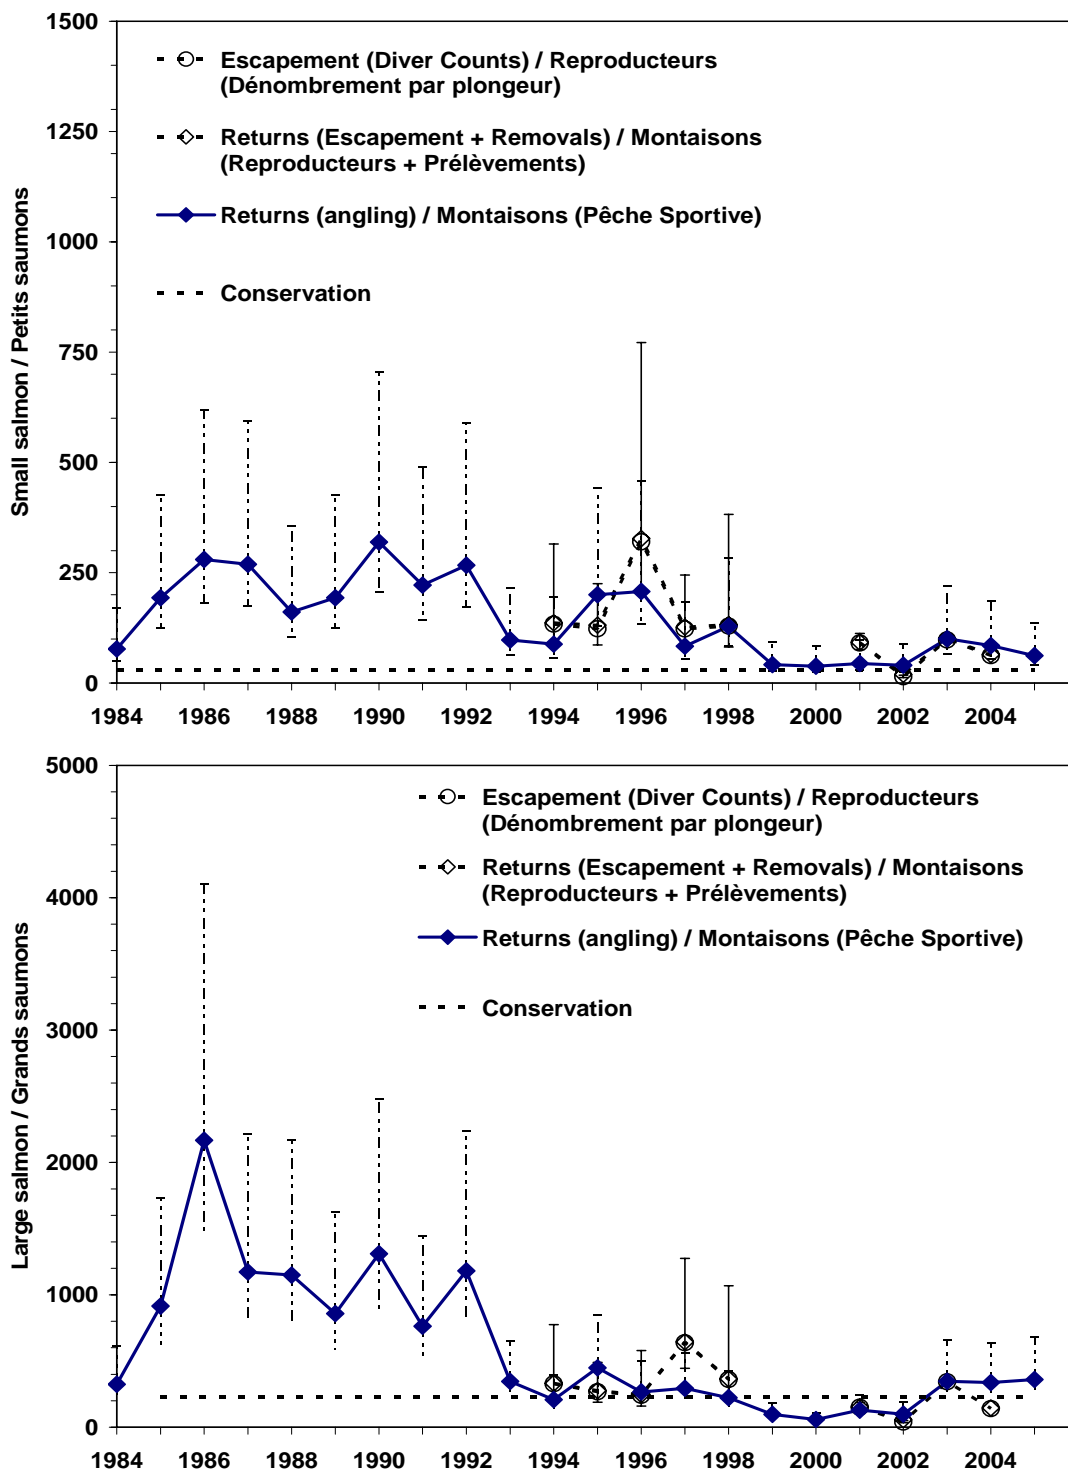 1500
Escapement (Diver Counts) / Reproducteurs
(Dénombrement par plongeur)
1250
Returns (Escapement + Removals) / Montaisons
(Reproducteurs + Prélèvements)
Returns (angling) / Montaisons (Pêche Sportive)
1000
Conservation
750
500
250
0
Small salmon / Petits saumons
1984 1986 1988 1990 1992 1994 1996 1998 2000 2002 2004
5000
Escapement (Diver Counts) / Reproducteurs
(Dénombrement par plongeur)
Returns (Escapement + Removals) / Montaisons
(Reproducteurs + Prélèvements)
4000
Returns (angling) / Montaisons (Pêche Sportive)
Conservation
3000
2000
1000
0
Large salmon / Grands saumons
1984 1986 1988 1990 1992 1994 1996 1998 2000 2002 2004